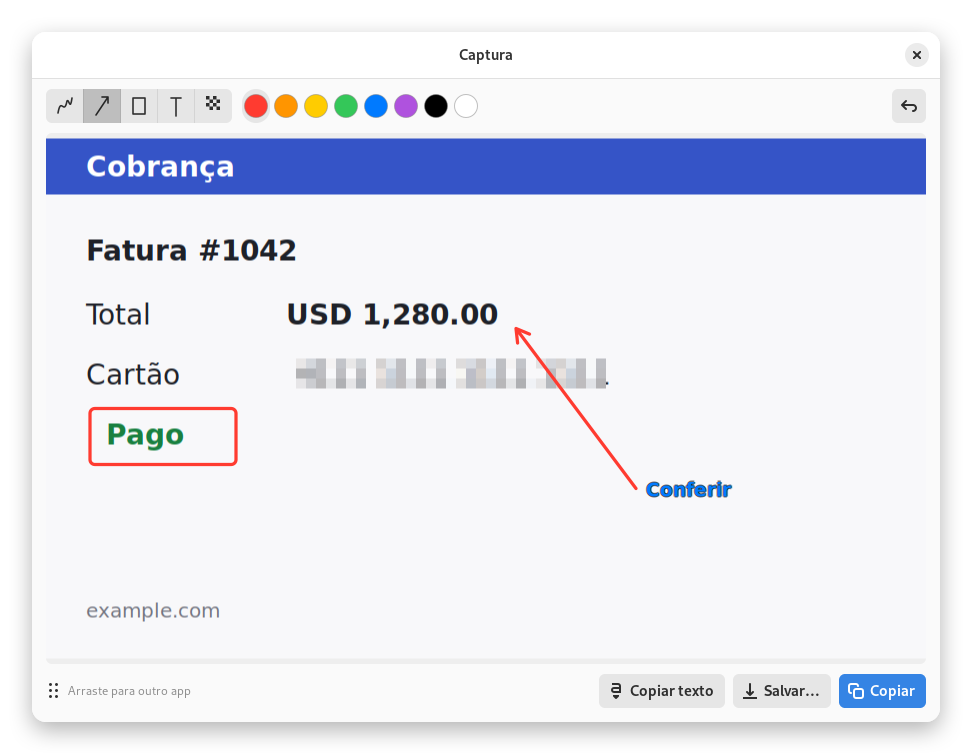 Captura
Cobrança
Fatura #1042
Total USD 1,280.00
Cartão
Pago
Conferir
example.com
Arraste para outro app
Copiar texto
Salvar...
Copiar